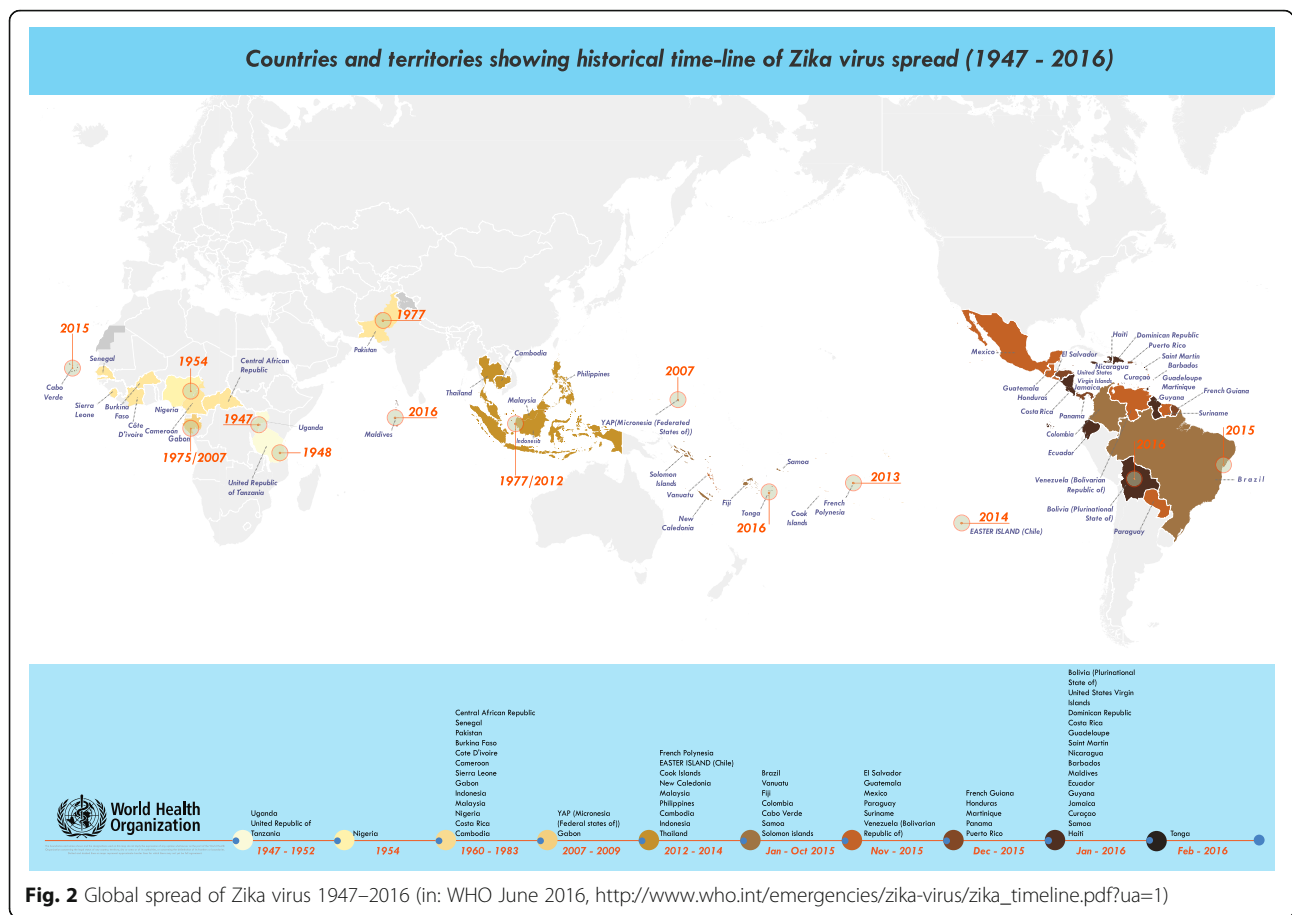 Countries and territories showing historical time-line of Zika virus spread (1947 - 2016)
2015
Cabo
Verde
Senegal
Sierra
Leone
Burkina
Faso
Côte
D'ivoire
1954
Nigeria
Cameroon
Gabon
1975/2007
Central African
Republic
1947
Uganda
1948
United Republic
of Tanzania
1977
Pakistan
2016
Maldives
Thailand
Cambodia
Malaysia
Philippines
Indonesia
1977/2012
2007
YAP(Micronesia (Federated
States of))
Solomon
Islands
Vanuatu
New
Caledonia
Fiji
Samoa
Tonga
2016
Cook
Islands
2013
French
Polynesia
2014
EASTER ISLAND (Chile)
Mexico
El Salvador
Guatemala
Honduras
Nicaragua
United States
Virgin Islands
Jamaica
Haiti
Dominican Republic
Puerto Rico
Saint Martin
Barbados
Curaçao
Guadeloupe
Martinique
Guyana
French Guiana
Suriname
Costa Rica
Panama
Colombia
Ecuador
Venezuela (Bolivarian
Republic of)
Bolivia (Plurinational
State of)
Paraguay
2016
2015
Brazil
World Health
Organization
Uganda
United Republic of
Tanzania
1947 - 1952
Nigeria
1954
Central African Republic
Senegal
Pakistan
Burkina Faso
Cote D'ivoire
Cameroon
Sierra Leone
Gabon
Indonesia
Malaysia
Nigeria
Costa Rica
Cambodia
1960 - 1983
YAP (Micronesia
(Federal states of))
Gabon
2007 - 2009
French Polynesia
EASTER ISLAND (Chile)
Cook Islands
New Caledonia
Malaysia
Philippines
Cambodia
Indonesia
Thailand
2012 - 2014
Brazil
Vanuatu
Fiji
Colombia
Cabo Verde
Samoa
Solomon islands
Jan - Oct 2015
El Salvador
Guatemala
Mexico
Paraguay
Suriname
Venezuela (Bolivarian
Republic of)
Nov - 2015
French Guiana
Honduras
Martinique
Panama
Puerto Rico
Dec - 2015
Bolivia (Plurinational
State of)
United States Virgin
Islands
Dominican Republic
Costa Rica
Guadeloupe
Saint Martin
Nicaragua
Barbados
Maldives
Ecuador
Guyana
Jamaica
Curaçao
Samoa
Haiti
Jan - 2016
Tonga
Feb - 2016
Fig. 2 Global spread of Zika virus 1947–2016 (in: WHO June 2016, http://www.who.int/emergencies/zika-virus/zika_timeline.pdf?ua=1)